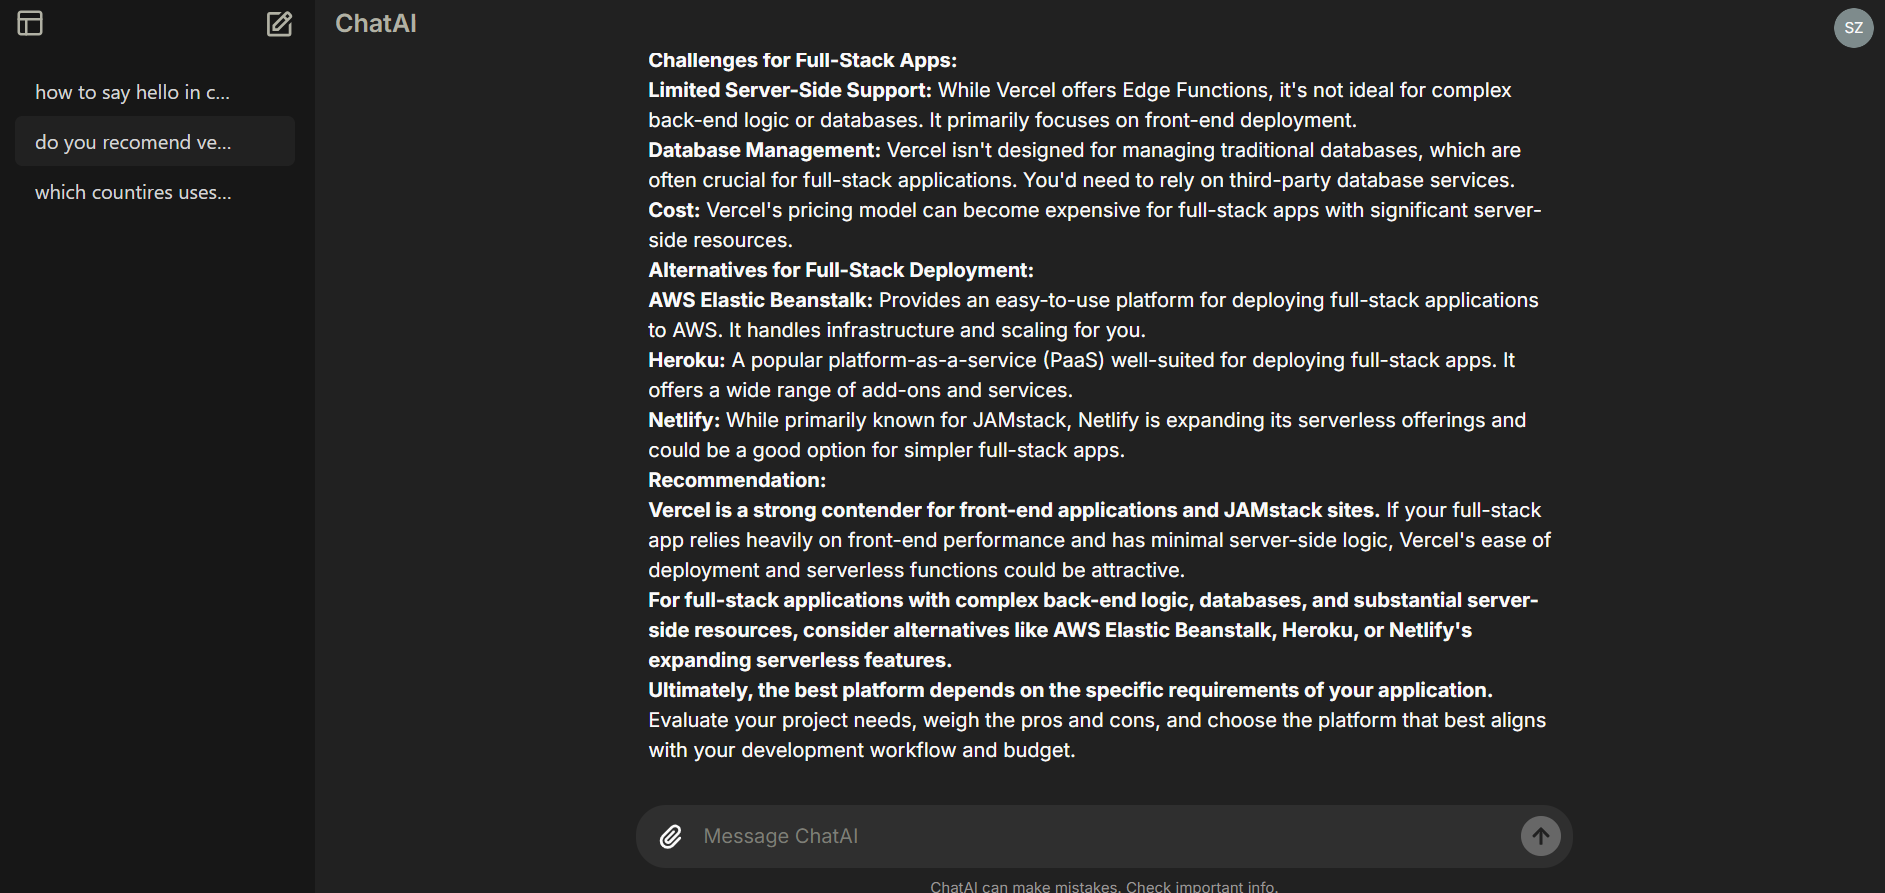 ChatAI
SZ
how to say hello in c...
do you recomend ve...
which countires uses...
Challenges for Full-Stack Apps:
Limited Server-Side Support: While Vercel offers Edge Functions, it's not ideal for complex
back-end logic or databases. It primarily focuses on front-end deployment.
Database Management: Vercel isn't designed for managing traditional databases, which are
often crucial for full-stack applications. You'd need to rely on third-party database services.
Cost: Vercel's pricing model can become expensive for full-stack apps with significant server-
side resources.
Alternatives for Full-Stack Deployment:
AWS Elastic Beanstalk: Provides an easy-to-use platform for deploying full-stack applications
to AWS. It handles infrastructure and scaling for you.
Heroku: A popular platform-as-a-service (PaaS) well-suited for deploying full-stack apps. It
offers a wide range of add-ons and services.
Netlify: While primarily known for JAMstack, Netlify is expanding its serverless offerings and
could be a good option for simpler full-stack apps.
Recommendation:
Vercel is a strong contender for front-end applications and JAMstack sites. If your full-stack
app relies heavily on front-end performance and has minimal server-side logic, Vercel's ease of
deployment and serverless functions could be attractive.
For full-stack applications with complex back-end logic, databases, and substantial server-
side resources, consider alternatives like AWS Elastic Beanstalk, Heroku, or Netlify's
expanding serverless features.
Ultimately, the best platform depends on the specific requirements of your application.
Evaluate your project needs, weigh the pros and cons, and choose the platform that best aligns
with your development workflow and budget.
Message ChatAI
ChatAI can make mistakes. Check important info.